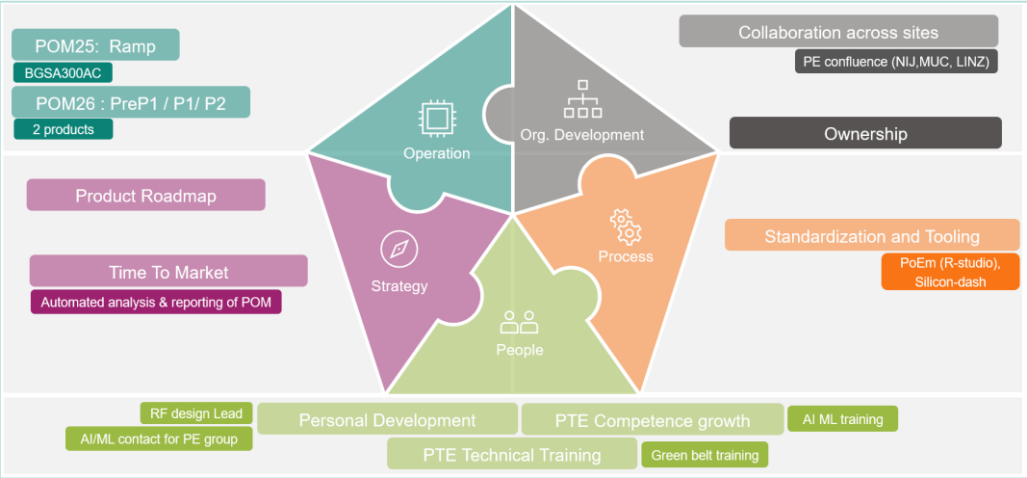 POM25:  Ramp
BGSA300AC
POM26 : PreP1 / P1/ P2
2 products
Operation
Org. Development
Collaboration across sites
PE confluence (NIJ,MUC, LINZ)
Ownership
Product Roadmap
Time To Market
Automated analysis & reporting of POM
Strategy
Process
Standardization and Tooling
PoEm (R-studio),
Silicon-dash
People
RF design Lead
AI/ML contact for PE group
Personal Development
PTE Competence growth
AI ML training
PTE Technical Training
Green belt training